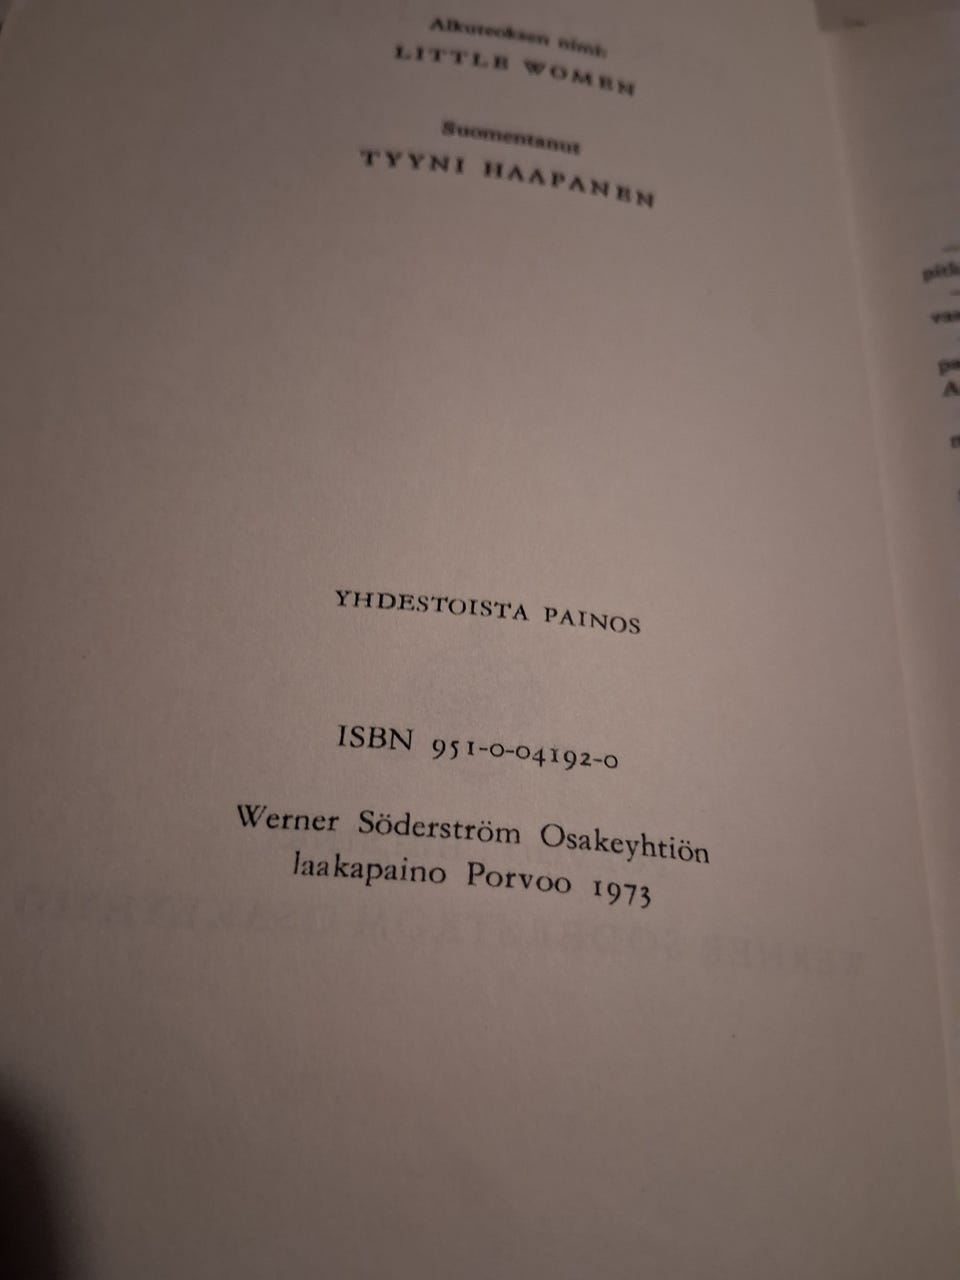 Alkuteoksen nimi:
LITTLE WOMEN
Suomentanut
TYYNI HAAPANEN
YHDESTOISTA PAINOS
ISBN 951-0-04192-0
Werner Söderström Osakeyhtiön
laakapaino Porvoo 1973